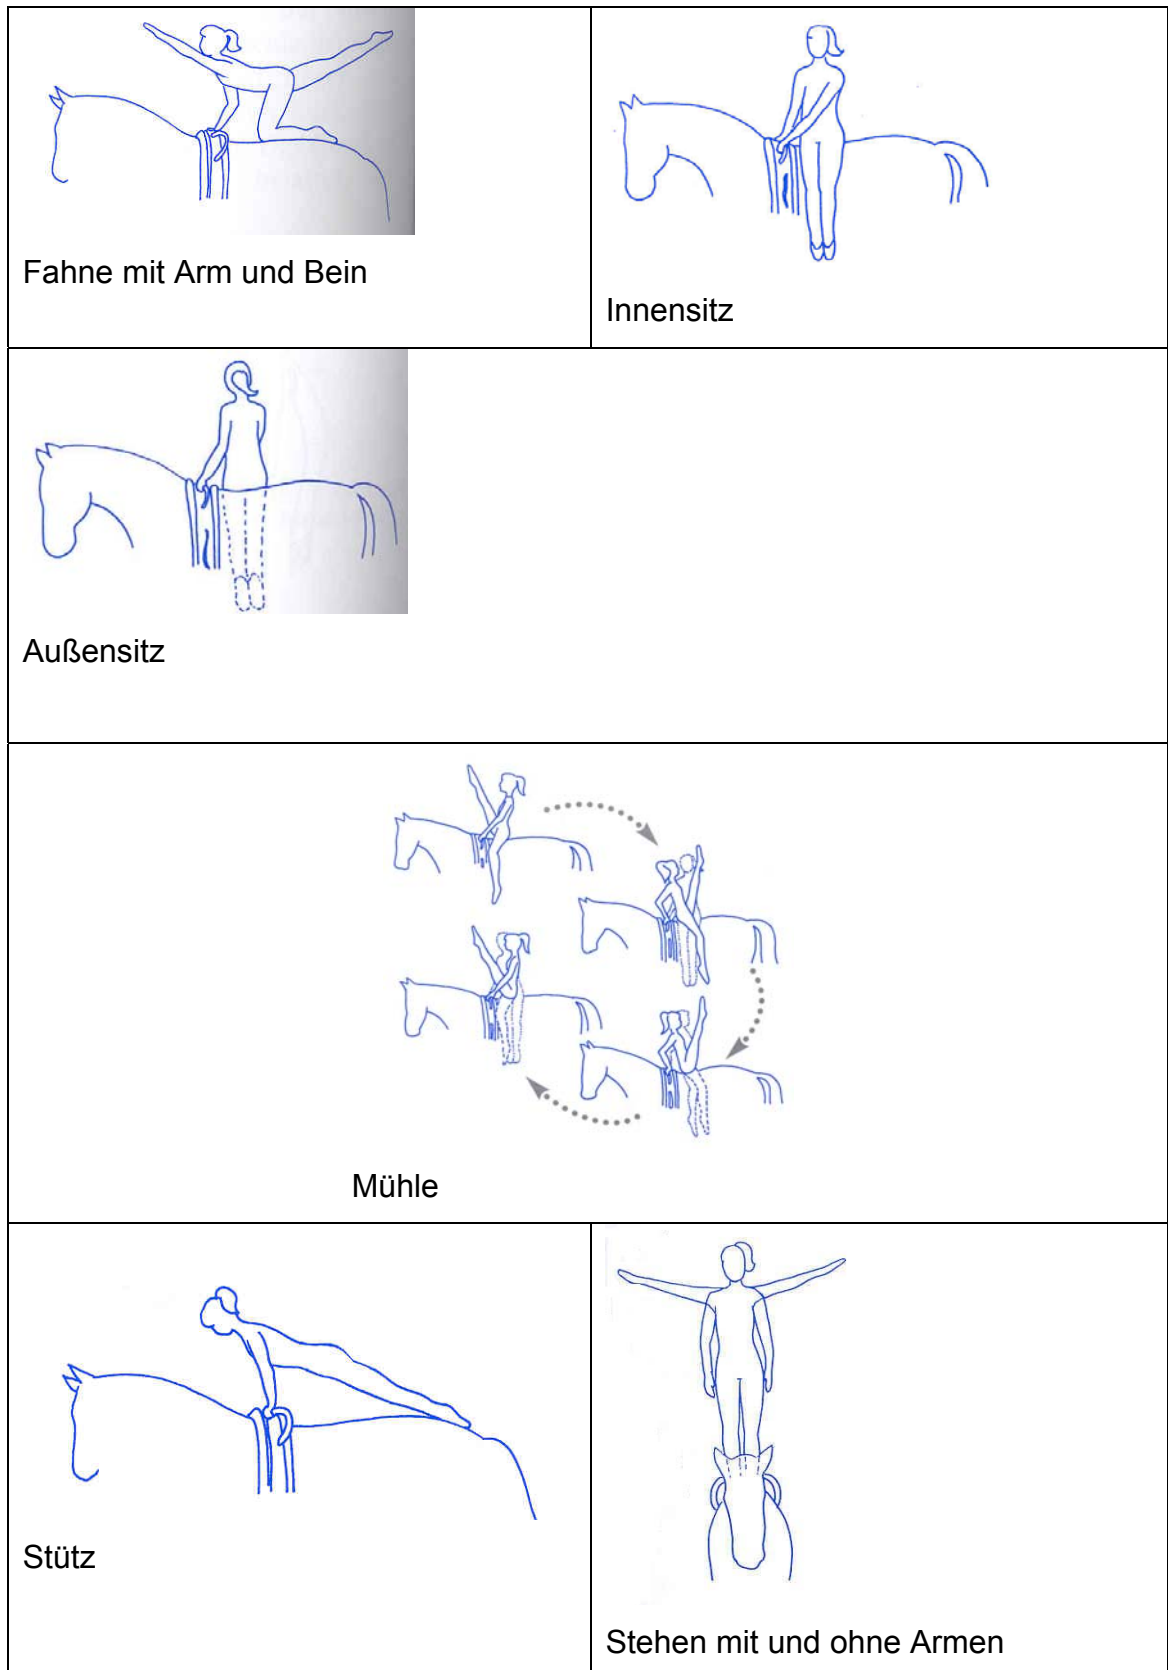 Fahne mit Arm und Bein
Innensitz
Außensitz
Mühle
Stütz
Stehen mit und ohne Armen